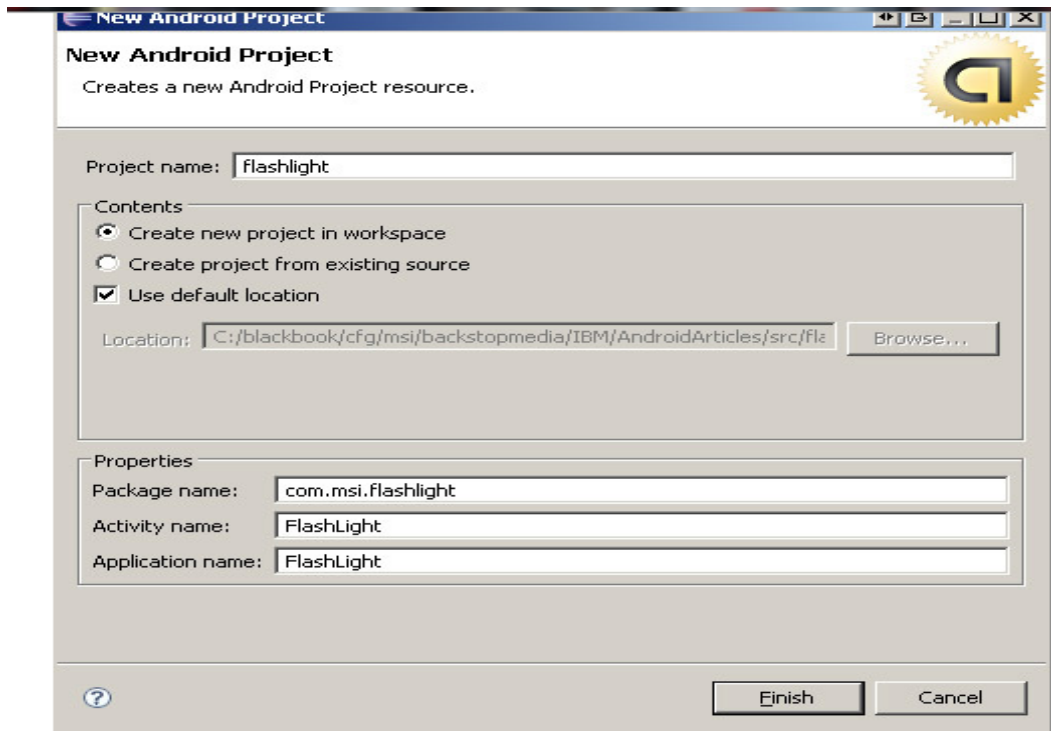 New Android Project
New Android Project
Creates a new Android Project resource.
Project name: flashlight
Contents
Create new project in workspace
Create project from existing source
Use default location
Location: C:/blackbook/cfg/msi/backstopmedia/IBM/AndroidArticles/src/fla
Browse...
Properties
Package name: com.msi.flashlight
Activity name: FlashLight
Application name: FlashLight
?
Finish
Cancel